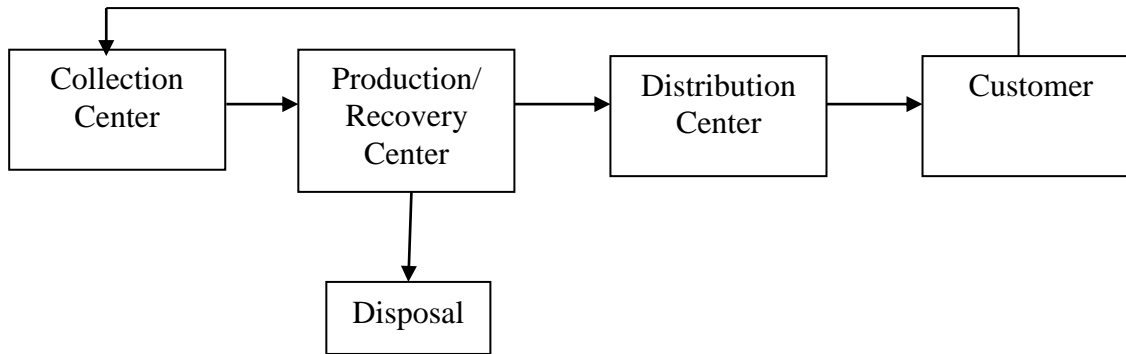 Collection
Center
Production/
Recovery
Center
Distribution
Center
Customer
Disposal